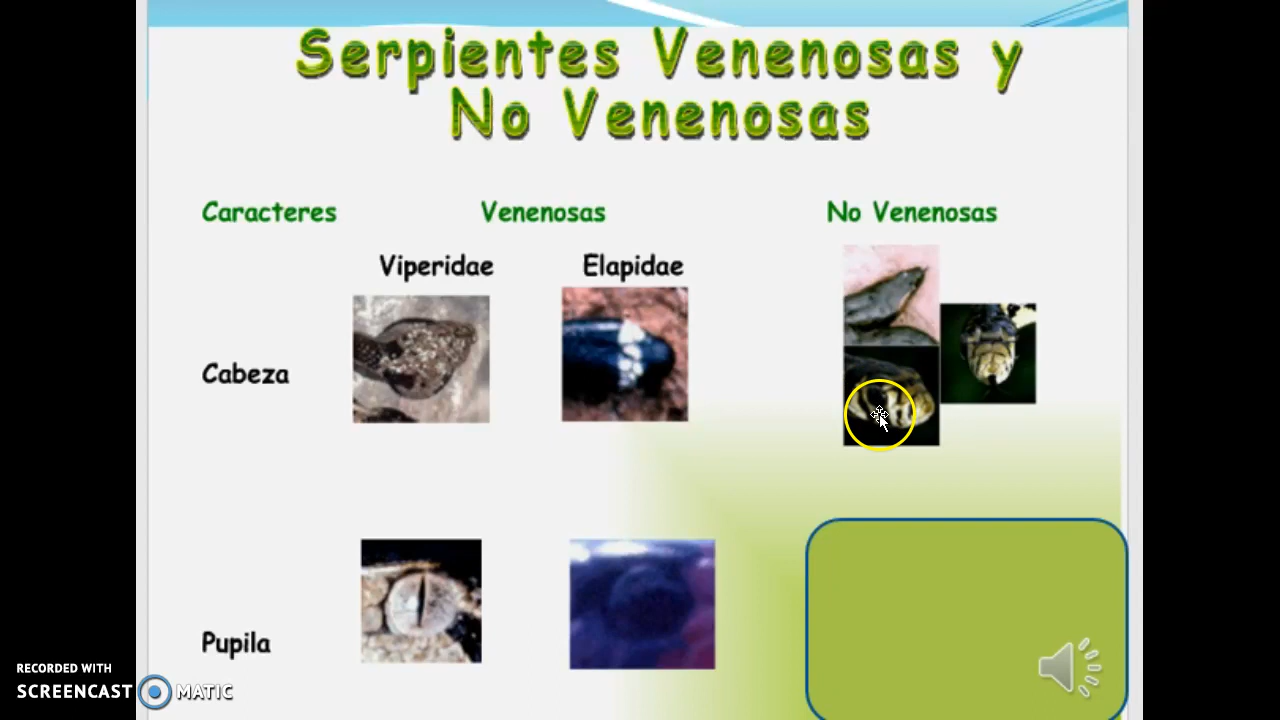 Serpientes Venenosas y
No Venenosas
Caracteres Venenosas No Venenosas
Viperidae Elapidae
Cabeza
Pupila
RECORDED WITH
SCREENCAST MATIC